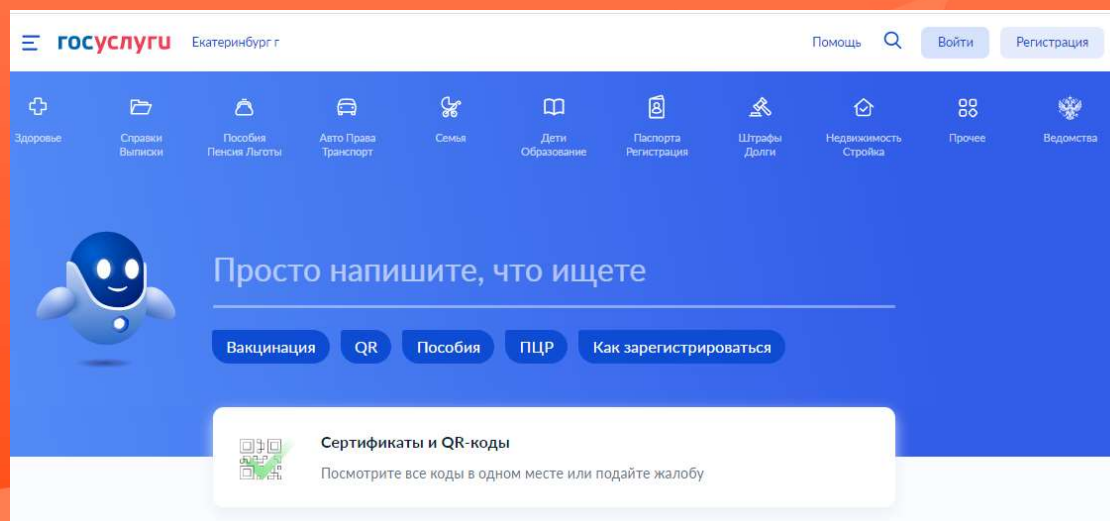 госуслуги Екатеринбург г Помощь Войти Регистрация
Здоровье
Справки
Выписки
Пособия
Пенсия Льготы
Авто Права
Транспорт
Семья
Дети
Образование
Паспорта
Регистрация
Штрафы
Долги
Недвижимость
Стройка
Прочее
Ведомства
Просто напишите, что ищете
Вакцинация QR Пособия ПЦР Как зарегистрироваться
Сертификаты и QR-коды
Посмотрите все коды в одном месте или подайте жалобу